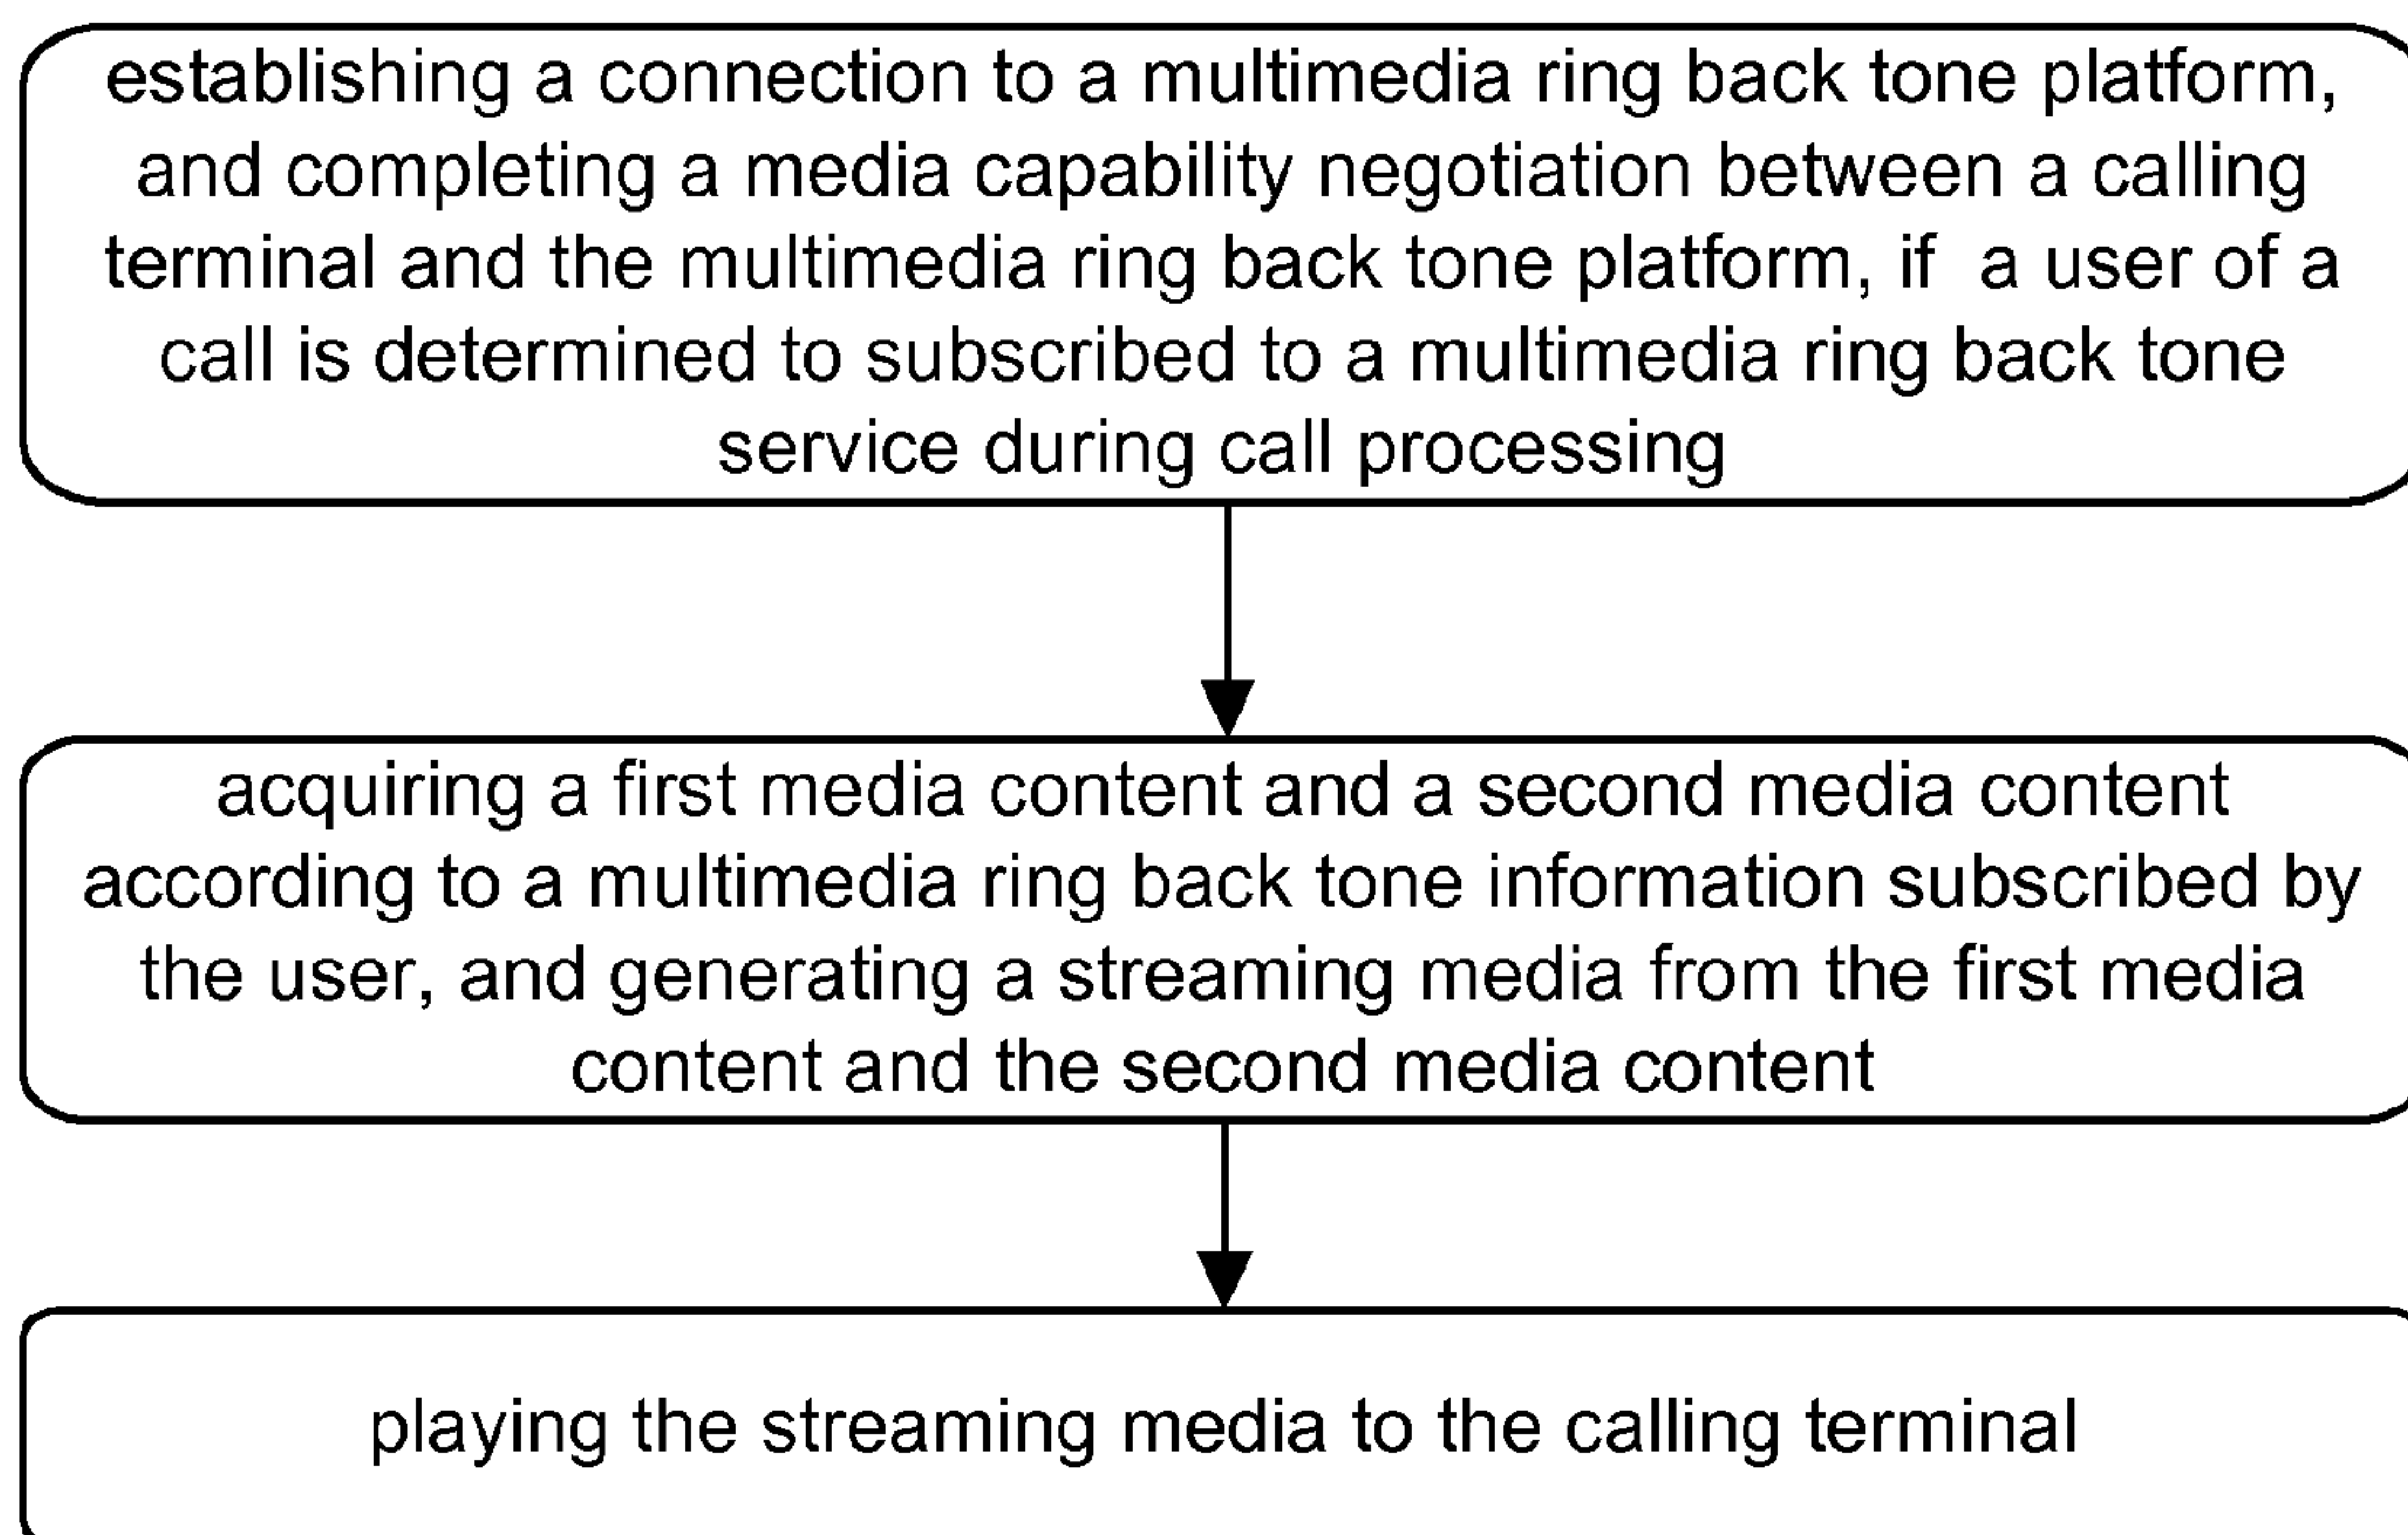 establishing a connection to a multimedia ring back tone platform,
and completing a media capability negotiation between a calling
terminal and the multimedia ring back tone platform, if a user of a
call is determined to subscribed to a multimedia ring back tone
service during call processing
acquiring a first media content and a second media content
according to a multimedia ring back tone information subscribed by
the user, and generating a streaming media from the first media
content and the second media content
playing the streaming media to the calling terminal